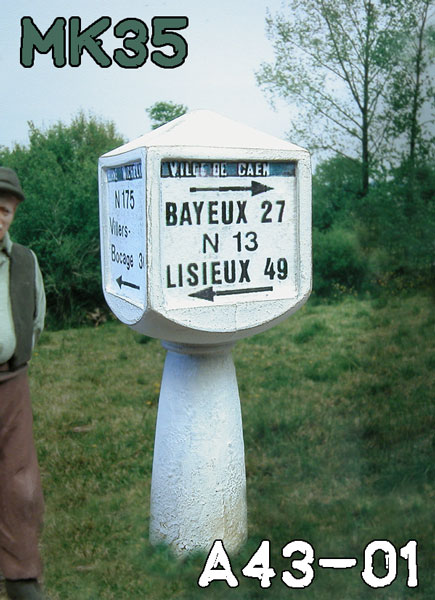 MK35
VILLE DE CAEN
BAYEUX 27
N 13
LISIEUX 49
N 175
Villers-
Bocage
A43-01